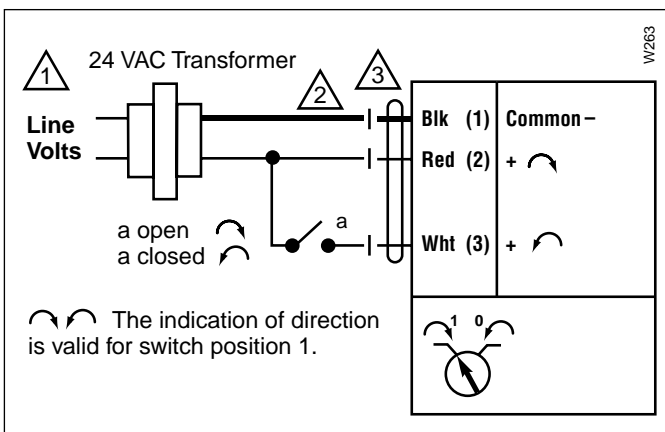 W263
1
24 VAC Transformer
2
3
Line
Volts
Blk (1) Common –
Red (2) +
a open
a closed
a
Wht (3) +
The indication of direction
is valid for switch position 1.
1 0